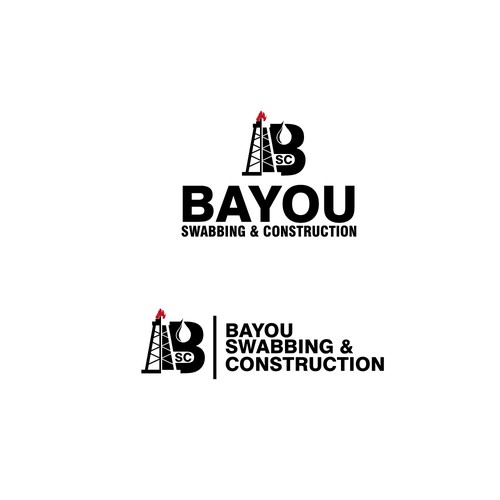 B
SC
BAYOU
SWABBING & CONSTRUCTION
B
SC
BAYOU
SWABBING &
CONSTRUCTION